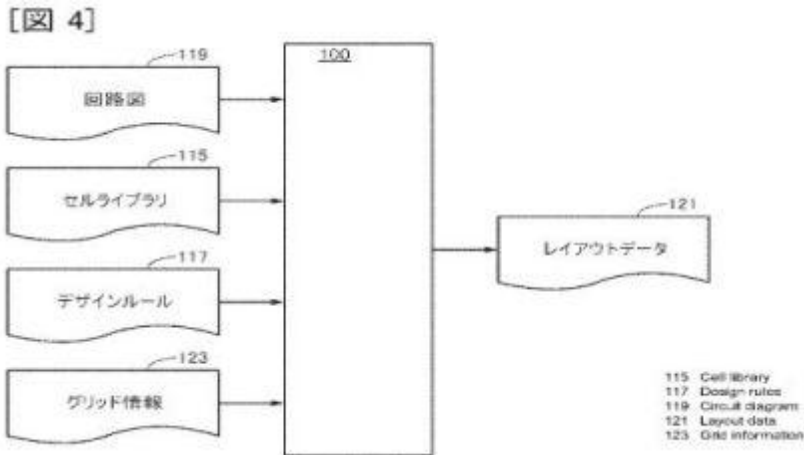 [図 4]
119
回路図
100
115
セルライブラリ
121
レイアウトデータ
117
デザインルール
123
グリッド情報
115 Cell library
117 Design rules
119 Circuit diagram
121 Layout data
123 Grid information